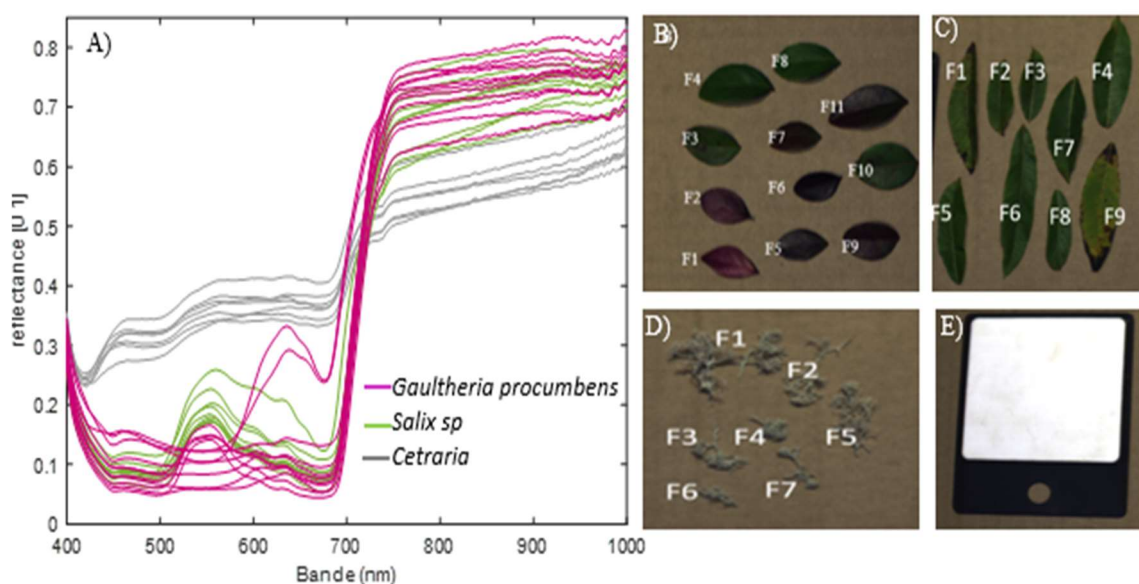 A)
0.8
0.7
0.6
0.5
0.4
0.3
0.2
0.1
0
reflectance
400
500
600
700
800
900
1000
Bande (nm)
Gaultheria procumbens
Salix sp
Cetraria
B)
F8
F4
F11
F3
F7
F10
F2
F6
F1
F5
F9
C)
F1
F2
F3
F4
F7
F5
F6
F8
F9
D)
F1
F2
F3
F4
F5
F6
F7
E)